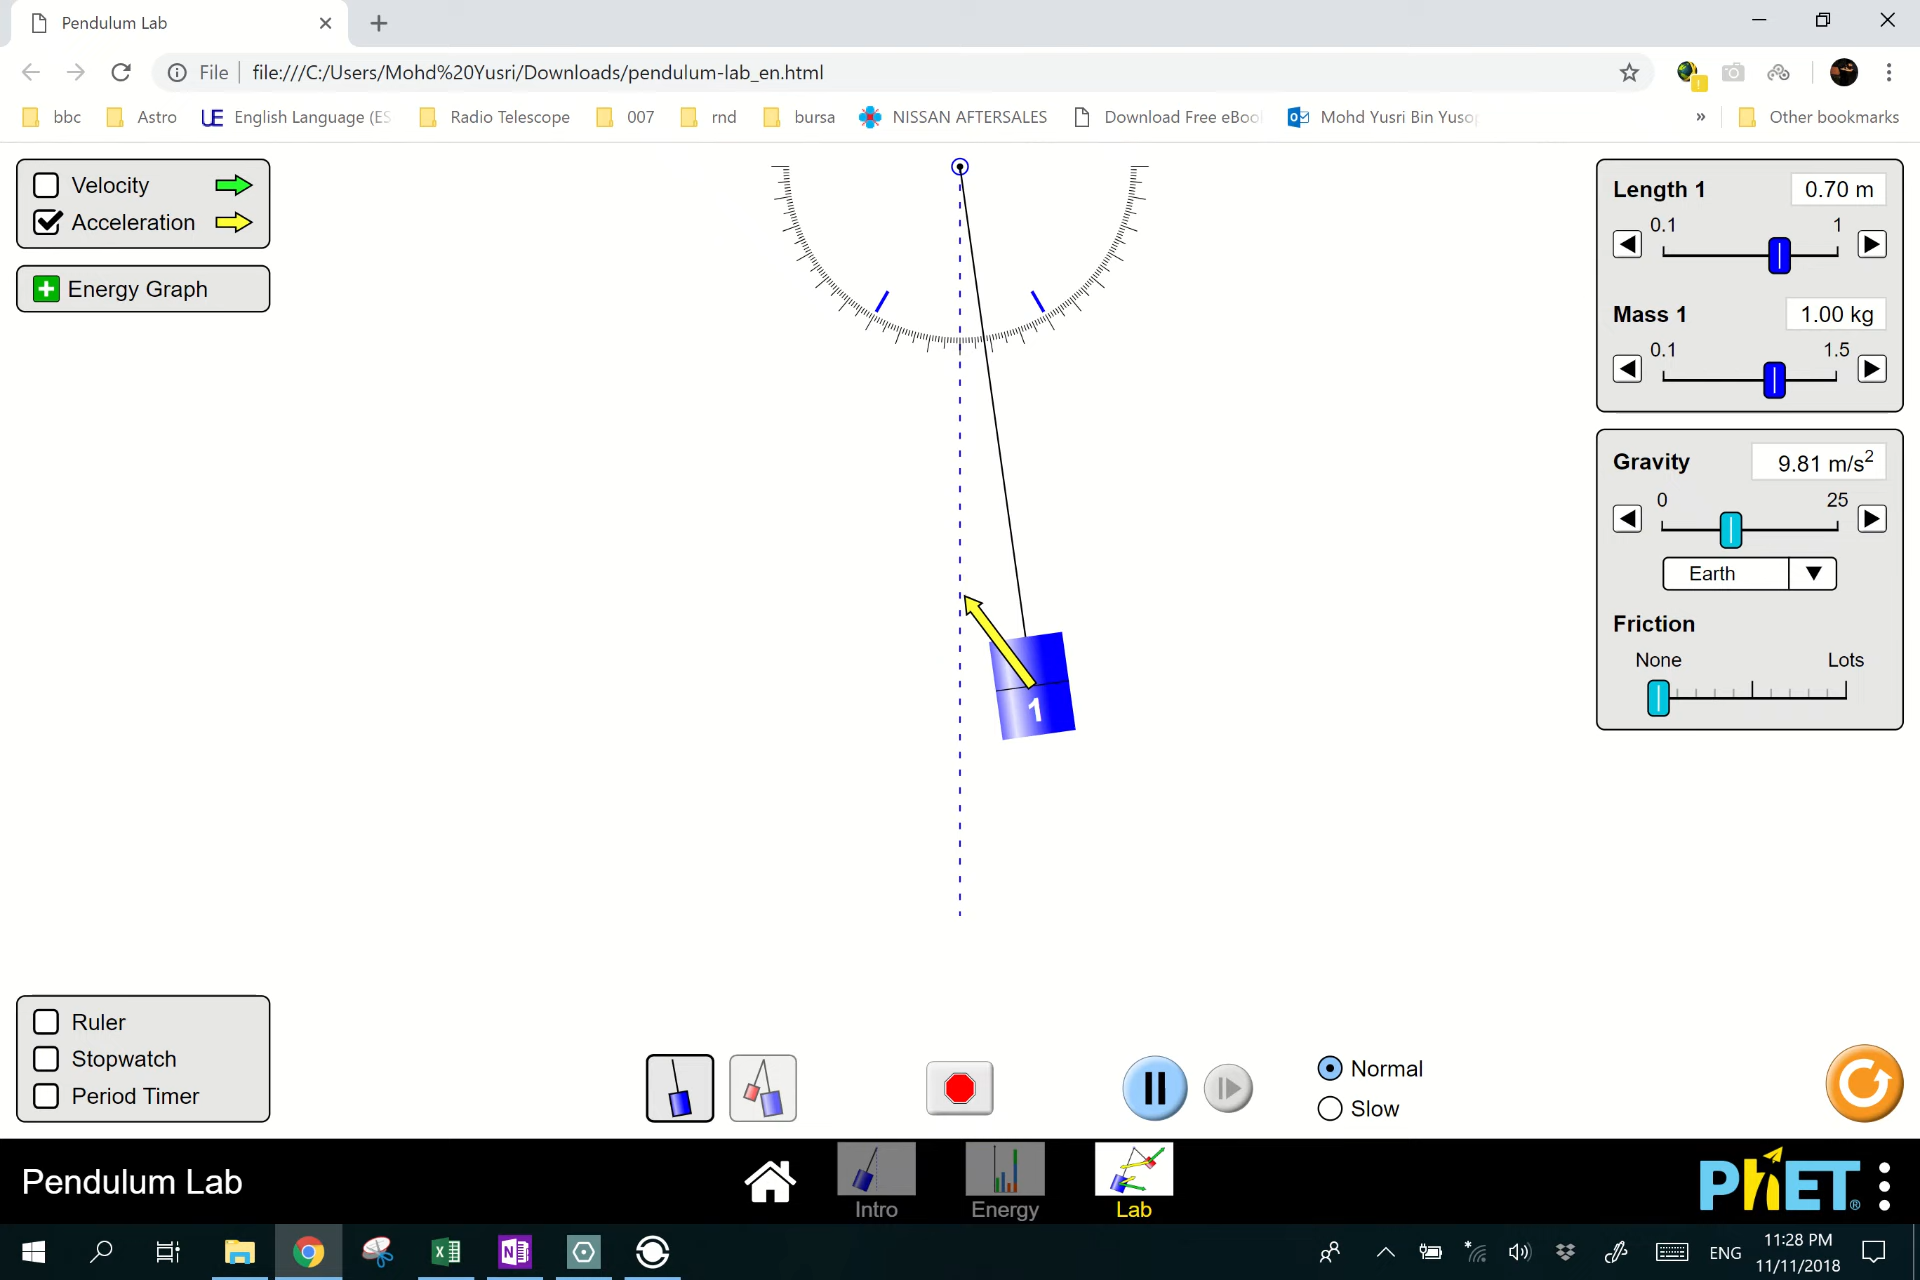 Pendulum Lab
File file:///C:/Users/Mohd%20Yusri/Downloads/pendulum-lab_en.html
bbc Astro UE English Language (ES Radio Telescope 007 rnd bursa NISSAN AFTERSALES Download Free eBoo Mohd Yusri Bin Yuso » Other bookmarks
Velocity
Acceleration
Energy Graph
Length 1 0.70 m
0.1 1
Mass 1 1.00 kg
0.1 1.5
Gravity 9.81 m/s²
0 25
Earth
Friction
None Lots
1
Ruler
Stopwatch
Period Timer
Normal
Slow
Pendulum Lab
Intro
Energy
Lab
PhET®
ENG
11:28 PM
11/11/2018